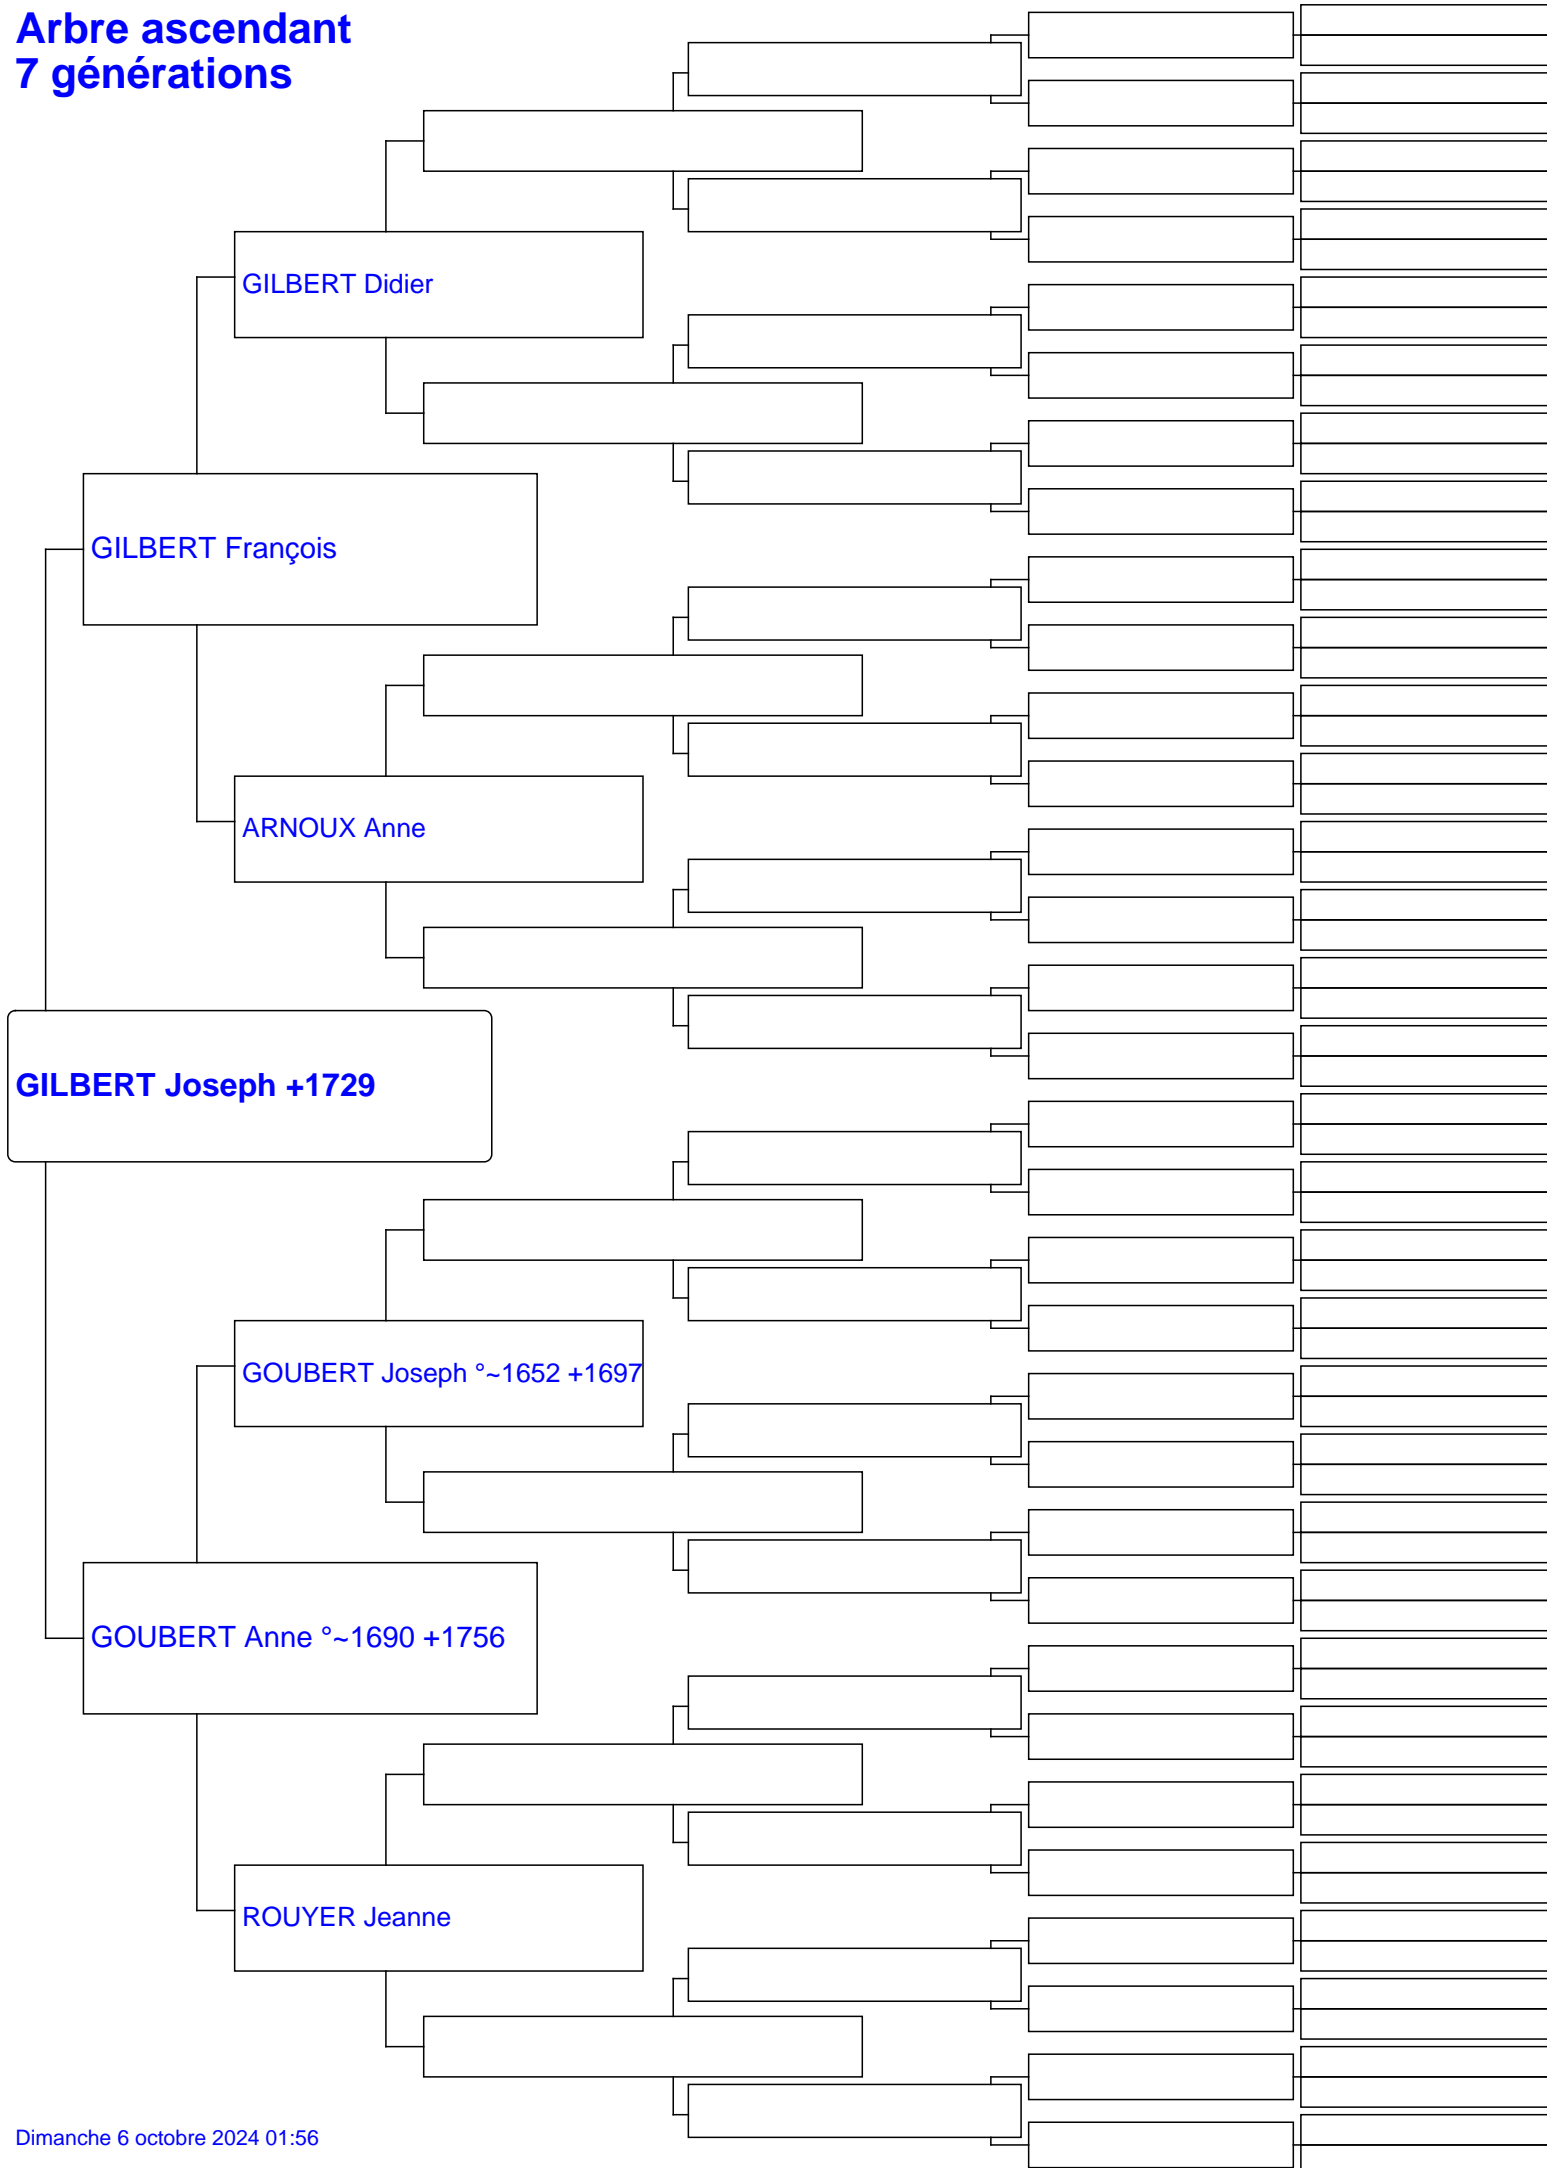 Arbre ascendant
7 générations
GILBERT Didier
GILBERT François
ARNOUX Anne
GILBERT Joseph +1729
GOUBERT Joseph °~1652 +1697
GOUBERT Anne °~1690 +1756
ROUYER Jeanne
Dimanche 6 octobre 2024 01:56